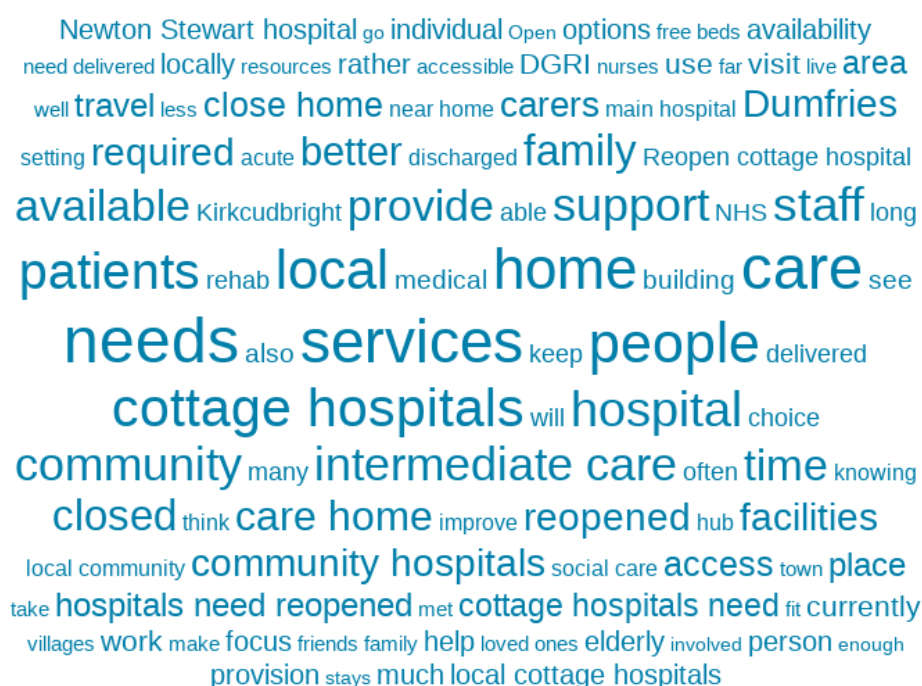 Newton Stewart hospital go individual Open options free beds availability
need delivered locally resources rather accessible DGRI nurses use far visit live area
well travel less close home near home carers main hospital Dumfries
setting required acute better discharged family Reopen cottage hospital
available Kirkcudbright provide able support NHS staff long
patients rehab local medical home building care see
needs also services keep people delivered
cottage hospitals will hospital choice
community many intermediate care often time knowing
closed think care home improve reopened hub facilities
local community community hospitals social care access town place
take hospitals need reopened met cottage hospitals need fit currently
villages work make focus friends family help loved ones elderly involved person enough
provision stays much local cottage hospitals